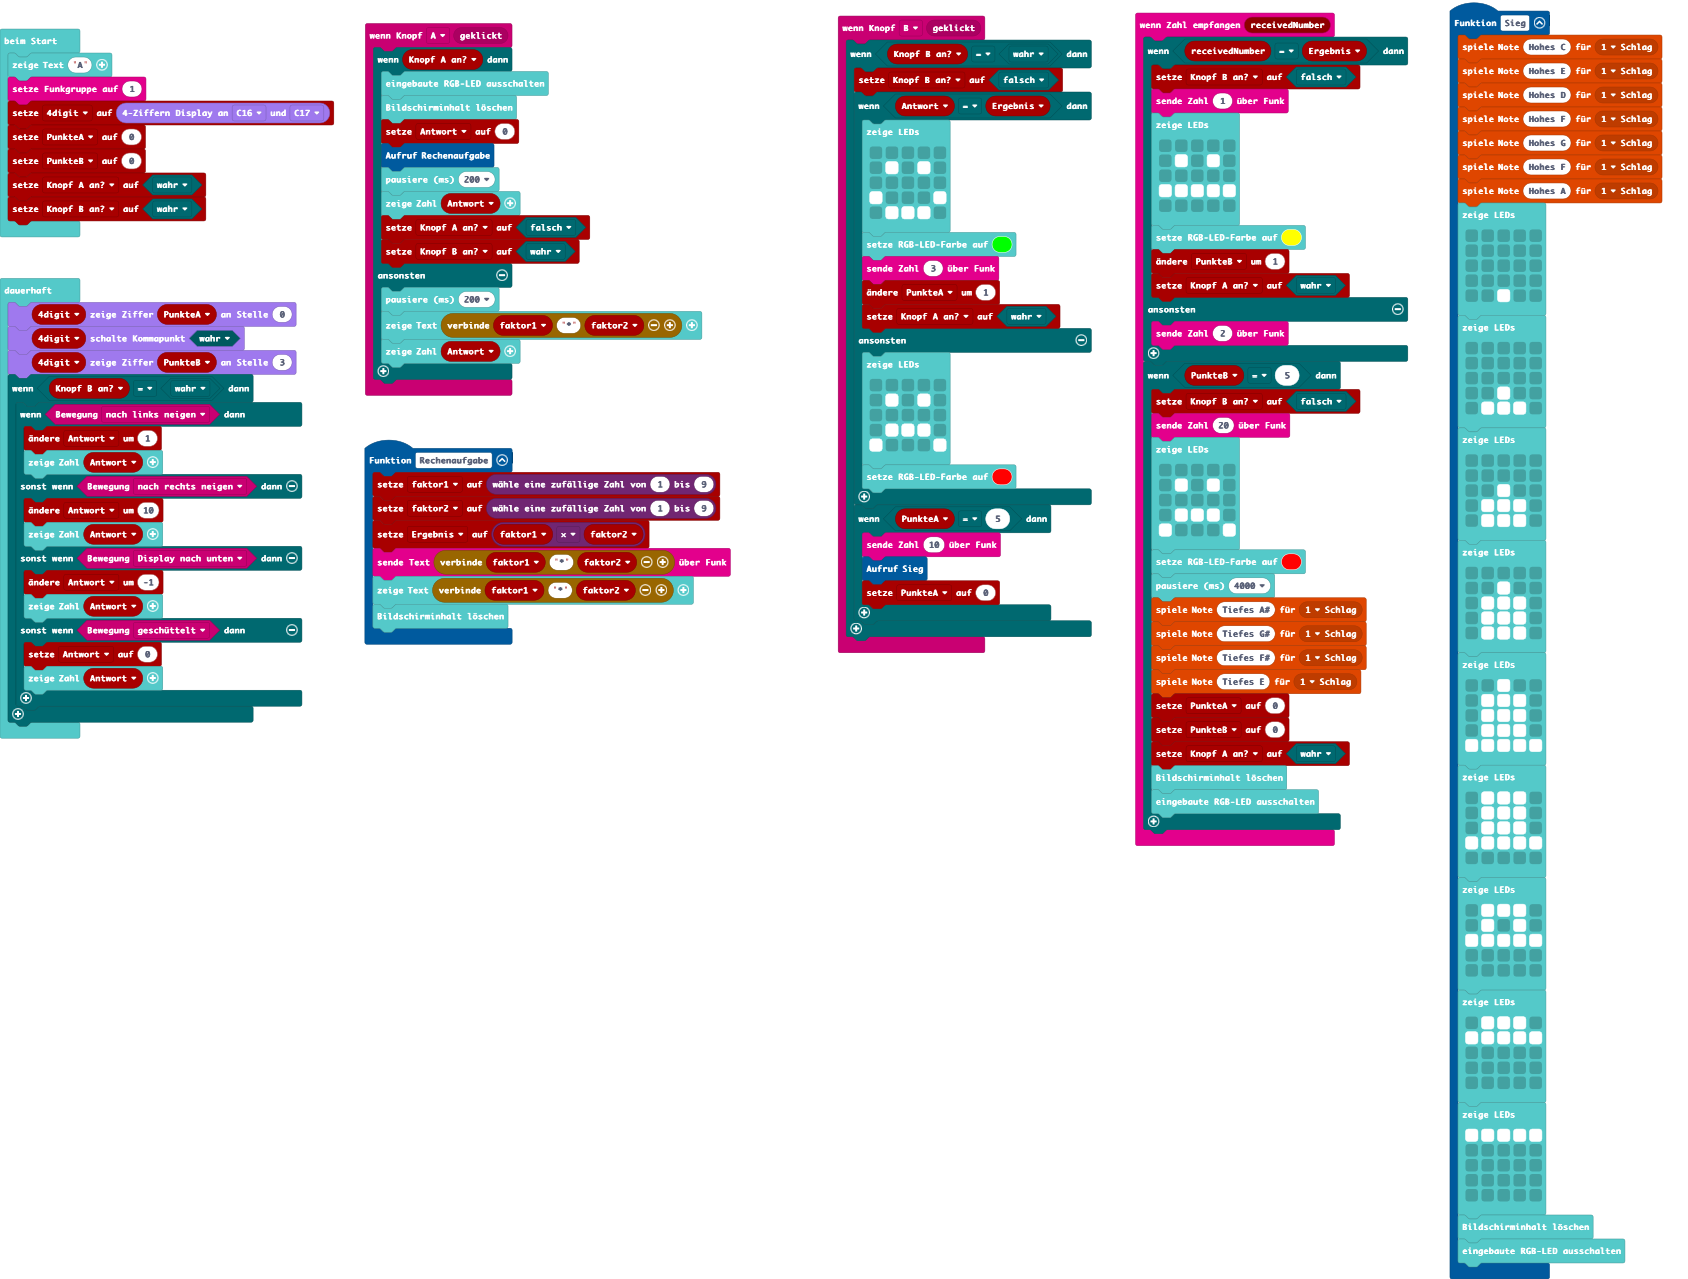 beim Start
zeige Text "A"
setze Funkgruppe auf 1
setze 4digit auf 4-Ziffern Display an C16 und C17
setze PunkteA auf 0
setze PunkteB auf 0
setze Knopf A an? auf wahr
setze Knopf B an? auf wahr
dauerhaft
4digit zeige Ziffer PunkteA an Stelle 0
4digit schalte Kommapunkt wahr
4digit zeige Ziffer PunkteB an Stelle 3
wenn Knopf B an? = wahr dann
wenn Bewegung nach links neigen dann
ändere Antwort um 1
zeige Zahl Antwort
sonst wenn Bewegung nach rechts neigen dann
ändere Antwort um 10
zeige Zahl Antwort
sonst wenn Bewegung Display nach unten dann
ändere Antwort um -1
zeige Zahl Antwort
sonst wenn Bewegung geschüttelt dann
setze Antwort auf 0
zeige Zahl Antwort
wenn Knopf A geklickt
wenn Knopf A an? dann
eingebaute RGB-LED ausschalten
Bildschirminhalt löschen
setze Antwort auf 0
Aufruf Rechenaufgabe
pausiere (ms) 200
zeige Zahl Antwort
setze Knopf A an? auf falsch
setze Knopf B an? auf wahr
ansonsten
pausiere (ms) 200
zeige Text verbinde faktor1 "*" faktor2
zeige Zahl Antwort
Funktion Rechenaufgabe
setze faktor1 auf wähle eine zufällige Zahl von 1 bis 9
setze faktor2 auf wähle eine zufällige Zahl von 1 bis 9
setze Ergebnis auf faktor1 × faktor2
sende Text verbinde faktor1 "*" faktor2 über Funk
zeige Text verbinde faktor1 "*" faktor2
Bildschirminhalt löschen
wenn Knopf B geklickt
wenn Knopf B an? = wahr dann
setze Knopf B an? auf falsch
wenn Antwort = Ergebnis dann
zeige LEDs
setze RGB-LED-Farbe auf
sende Zahl 3 über Funk
ändere PunkteA um 1
setze Knopf A an? auf wahr
ansonsten
zeige LEDs
setze RGB-LED-Farbe auf
wenn PunkteA = 5 dann
sende Zahl 10 über Funk
Aufruf Sieg
setze PunkteA auf 0
wenn Zahl empfangen receivedNumber
wenn receivedNumber = Ergebnis dann
setze Knopf B an? auf falsch
sende Zahl 1 über Funk
zeige LEDs
setze RGB-LED-Farbe auf
ändere PunkteB um 1
setze Knopf A an? auf wahr
ansonsten
sende Zahl 2 über Funk
wenn PunkteB = 5 dann
setze Knopf B an? auf falsch
sende Zahl 20 über Funk
zeige LEDs
setze RGB-LED-Farbe auf
pausiere (ms) 4000
spiele Note Tiefes A# für 1 Schlag
spiele Note Tiefes G# für 1 Schlag
spiele Note Tiefes F# für 1 Schlag
spiele Note Tiefes E für 1 Schlag
setze PunkteA auf 0
setze PunkteB auf 0
setze Knopf A an? auf wahr
Bildschirminhalt löschen
eingebaute RGB-LED ausschalten
Funktion Sieg
spiele Note Hohes C für 1 Schlag
spiele Note Hohes E für 1 Schlag
spiele Note Hohes D für 1 Schlag
spiele Note Hohes F für 1 Schlag
spiele Note Hohes G für 1 Schlag
spiele Note Hohes F für 1 Schlag
spiele Note Hohes A für 1 Schlag
zeige LEDs
zeige LEDs
zeige LEDs
zeige LEDs
zeige LEDs
zeige LEDs
zeige LEDs
zeige LEDs
zeige LEDs
Bildschirminhalt löschen
eingebaute RGB-LED ausschalten